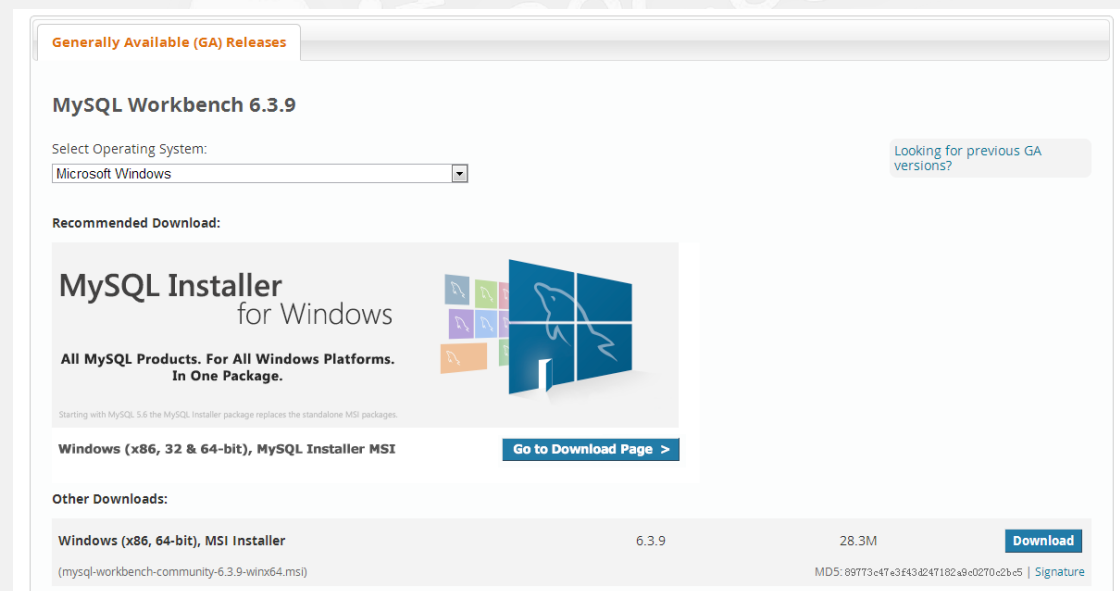 Generally Available (GA) Releases
MySQL Workbench 6.3.9
Select Operating System:
Microsoft Windows
Looking for previous GA
versions?
Recommended Download:
MySQL Installer
for Windows
All MySQL Products. For All Windows Platforms.
In One Package.
Starting with MySQL 5.6 the MySQL Installer package replaces the standalone MSI packages.
Windows (x86, 32 & 64-bit), MySQL Installer MSI
Go to Download Page >
Other Downloads:
Windows (x86, 64-bit), MSI Installer 6.3.9 28.3M Download
(mysql-workbench-community-6.3.9-winx64.msi) MD5: 89773c47e3f43d247182a9c0270c2bc5 | Signature